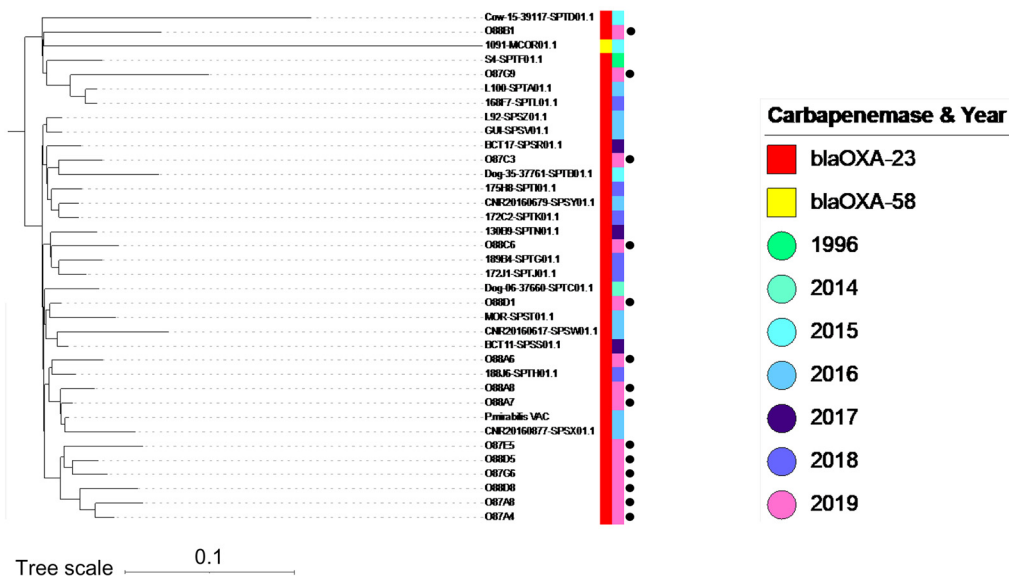 Cow-15-39117-SPTD01.1
O88B1
1091-MCOR01.1
S4-SPTF01.1
O87G9
L100-SPTA01.1
168F7-SPTL01.1
L92-SPSZ01.1
GUI-SPSV01.1
BCT17-SPSR01.1
O87C3
Dog-35-37761-SPTB01.1
175H8-SPTI01.1
CNR20160679-SPSY01.1
172C2-SPTK01.1
130B9-SPTN01.1
O88C6
189B4-SPTG01.1
172J1-SPTJ01.1
Dog-06-37660-SPTC01.1
O88D1
MOR-SPST01.1
CNR20160617-SPSW01.1
BCT11-SPSS01.1
O88A6
188J6-SPTH01.1
O88A8
O88A7
P.mirabilis VAC
CNR20160877-SPSX01.1
O87E5
O88D5
O87G6
O88D8
O87A8
O87A4
Carbapenemase & Year
blaOXA-23
blaOXA-58
1996
2014
2015
2016
2017
2018
2019
Tree scale 0.1